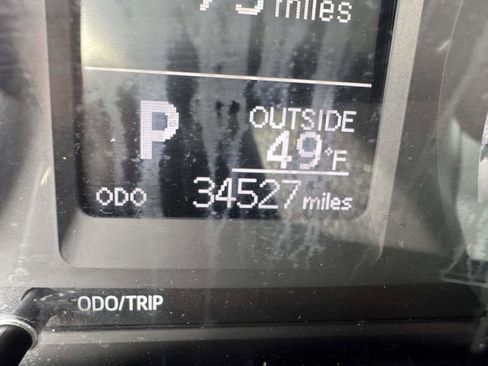 miles
P
OUTSIDE
49°F
ODO 34527 miles
ODO/TRIP